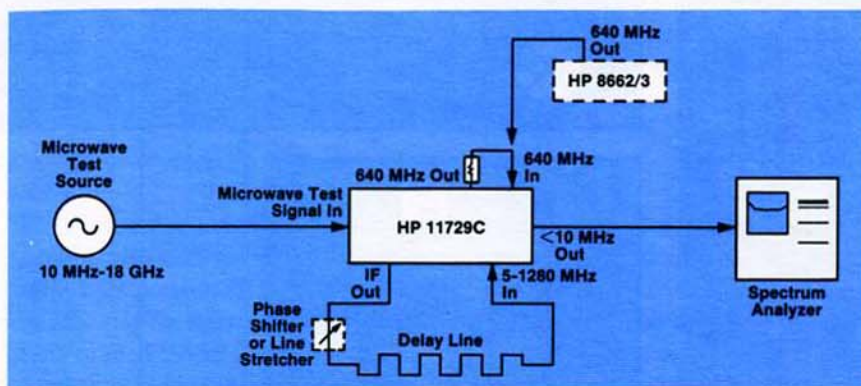 640 MHz
Out
HP 8662/3
Microwave
Test
Source
640 MHz Out
640 MHz
In
Microwave Test
Signal In
HP 11729C
<10 MHz
Out
10 MHz-18 GHz
IF
Out
5-1280 MHz
In
Spectrum
Analyzer
Phase
Shifter
or Line
Stretcher
Delay Line